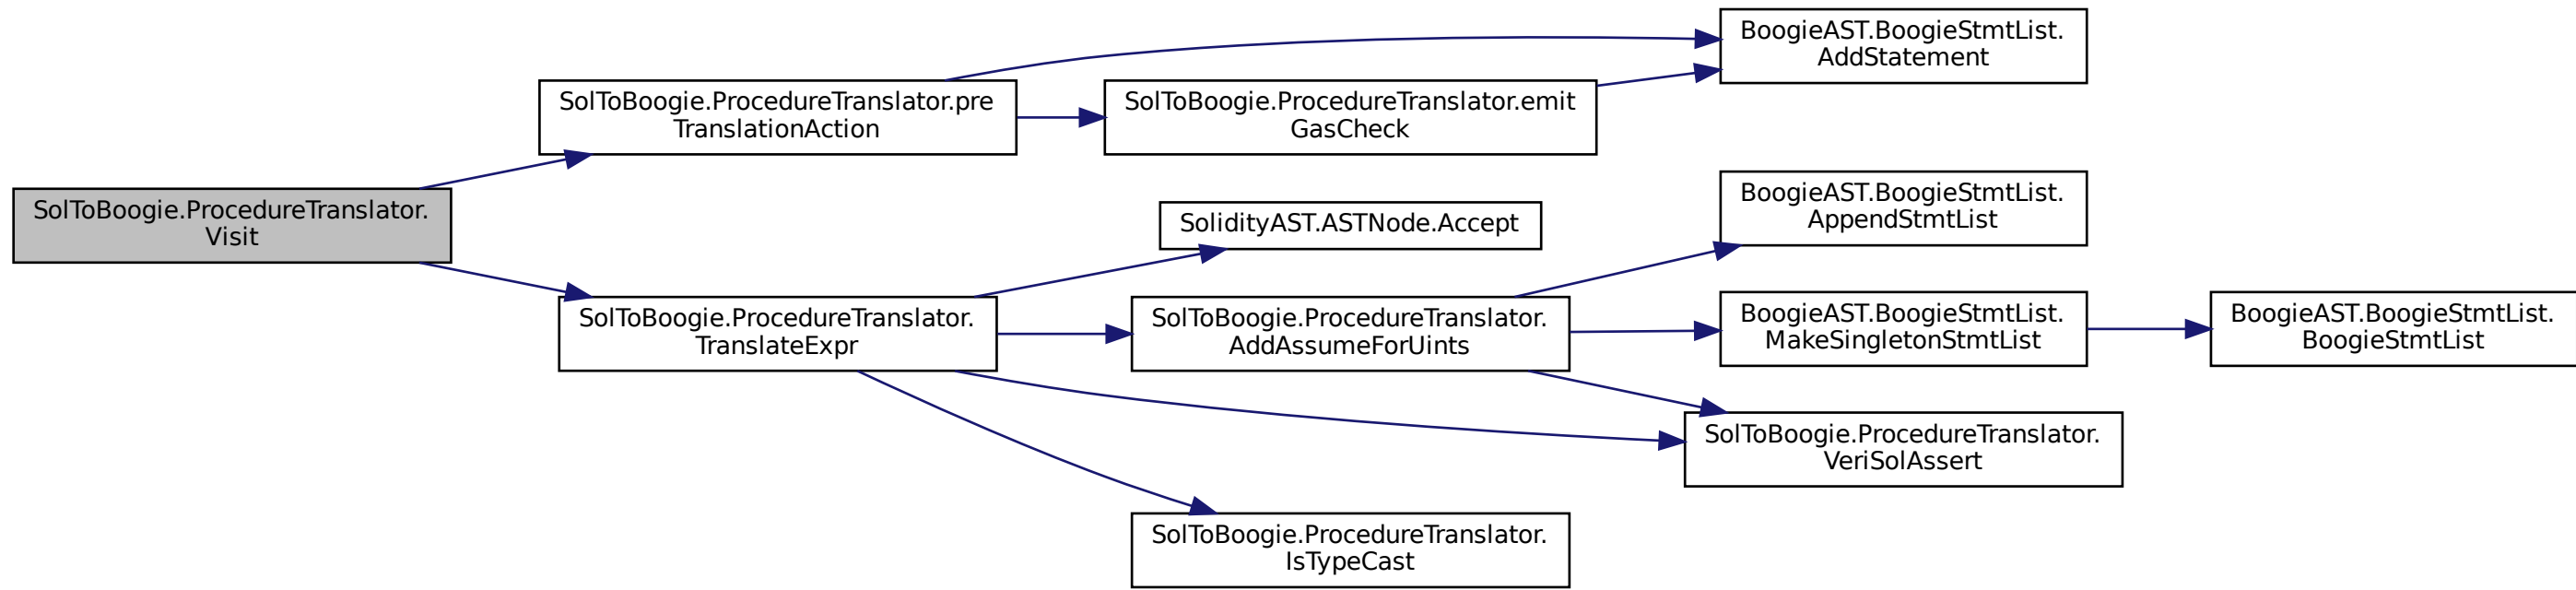 SolToBoogie.ProcedureTranslator.
Visit
SolToBoogie.ProcedureTranslator.pre
TranslationAction
BoogieAST.BoogieStmtList.
AddStatement
SolToBoogie.ProcedureTranslator.emit
GasCheck
SolToBoogie.ProcedureTranslator.
TranslateExpr
SolidityAST.ASTNode.Accept
SolToBoogie.ProcedureTranslator.
AddAssumeForUints
BoogieAST.BoogieStmtList.
AppendStmtList
BoogieAST.BoogieStmtList.
MakeSingletonStmtList
BoogieAST.BoogieStmtList.
BoogieStmtList
SolToBoogie.ProcedureTranslator.
VeriSolAssert
SolToBoogie.ProcedureTranslator.
IsTypeCast